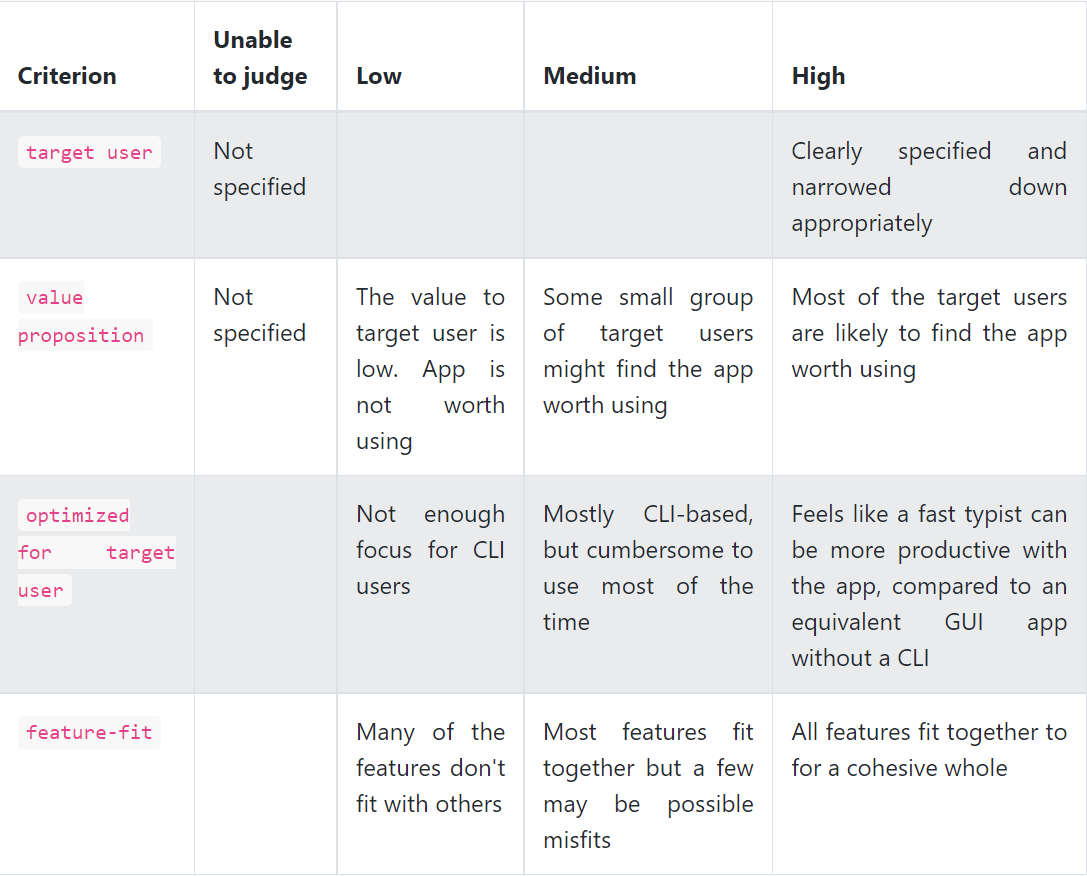 Criterion
Unable
to judge
Low
Medium
High
target user
Not
specified
Clearly specified and
narrowed down
appropriately
value
proposition
Not
specified
The value to
target user is
low. App is
not worth
using
Some small group
of target users
might find the app
worth using
Most of the target users
are likely to find the app
worth using
optimized
for target
user
Not enough
focus for CLI
users
Mostly CLI-based,
but cumbersome to
use most of the
time
Feels like a fast typist can
be more productive with
the app, compared to an
equivalent GUI app
without a CLI
feature-fit
Many of the
features don't
fit with others
Most features fit
together but a few
may be possible
misfits
All features fit together to
for a cohesive whole